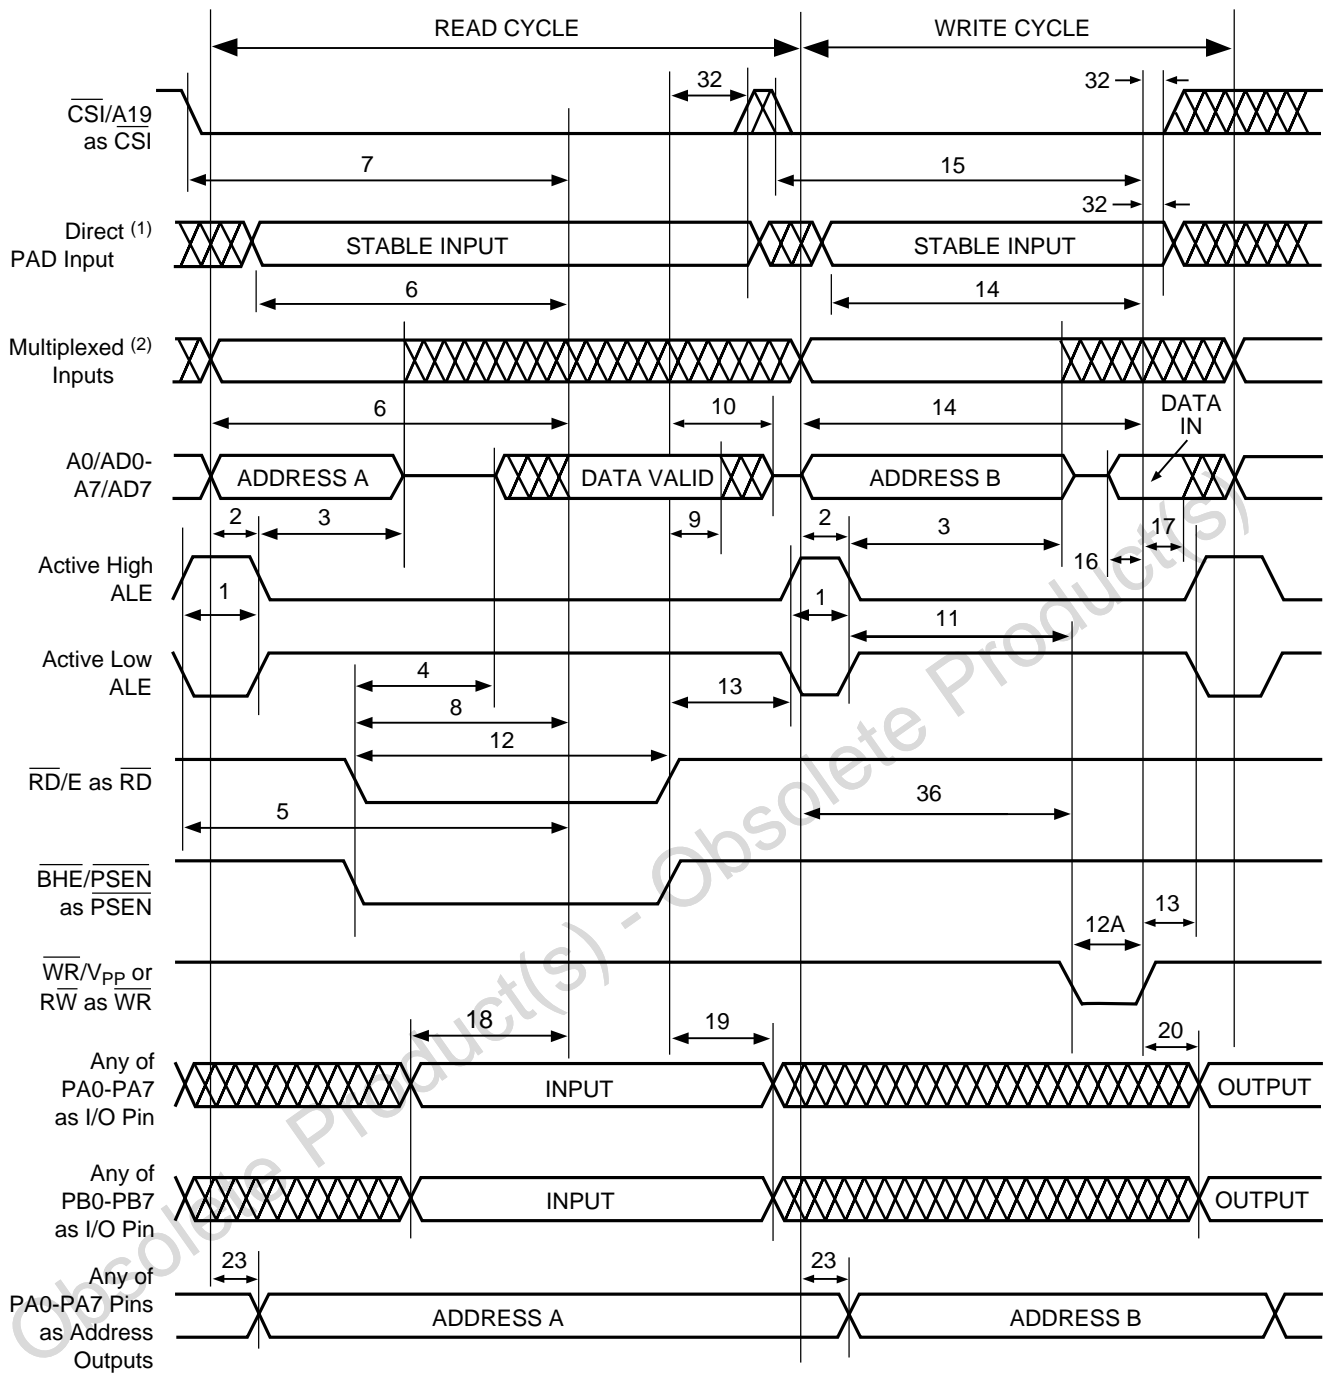 READ CYCLE
WRITE CYCLE
32
32
CSI/A19
as CSI
7
15
32
Direct (1)
PAD Input
STABLE INPUT
STABLE INPUT
6
14
Multiplexed (2)
Inputs
6
10
14
DATA
IN
A0/AD0-
A7/AD7
ADDRESS A
DATA VALID
ADDRESS B
2
3
9
2
3
17
16
Active High
ALE
1
1
11
Active Low
ALE
4
13
8
12
RD/E as RD
36
5
BHE/PSEN
as PSEN
12A
13
WR/VPP or
RW as WR
18
19
20
Any of
PA0-PA7
as I/O Pin
INPUT
OUTPUT
Any of
PB0-PB7
as I/O Pin
INPUT
OUTPUT
23
23
Any of
PA0-PA7 Pins
as Address
Outputs
ADDRESS A
ADDRESS B
Obsolete Product(s) - Obsolete Product(s)